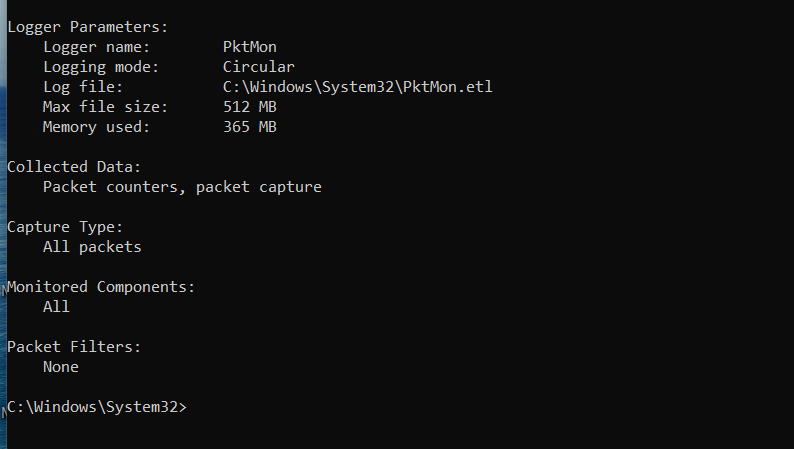 Logger Parameters:
    Logger name:        PktMon
    Logging mode:       Circular
    Log file:           C:\Windows\System32\PktMon.etl
    Max file size:      512 MB
    Memory used:        365 MB
Collected Data:
    Packet counters, packet capture
Capture Type:
    All packets
Monitored Components:
    All
Packet Filters:
    None
C:\Windows\System32>